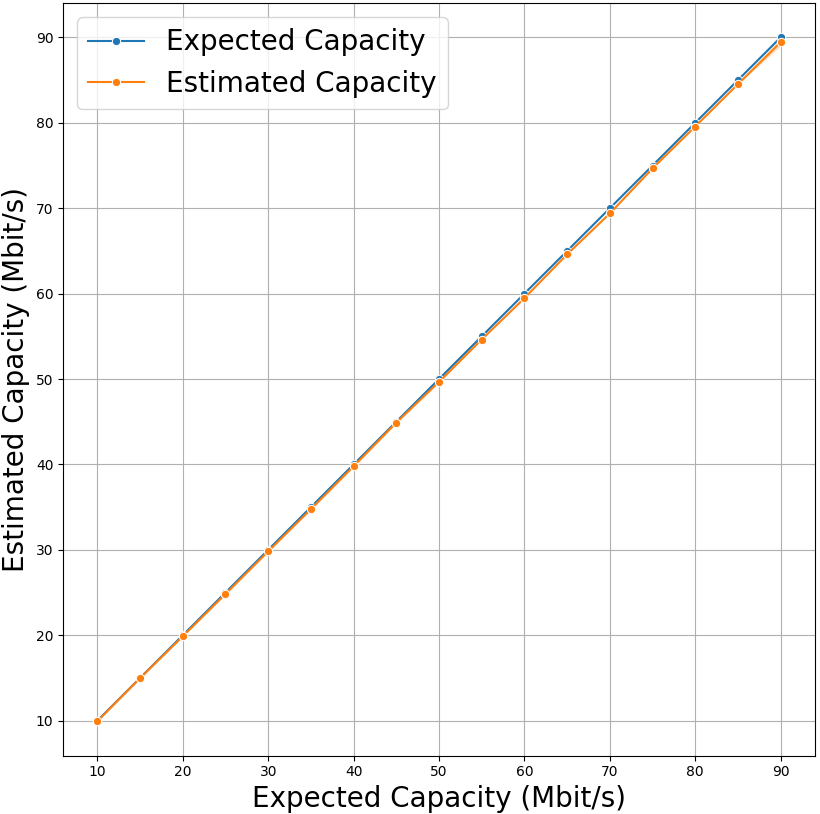 Expected Capacity
Estimated Capacity
Estimated Capacity (Mbit/s)
90
80
70
60
50
40
30
20
10
10 20 30 40 50 60 70 80 90
Expected Capacity (Mbit/s)